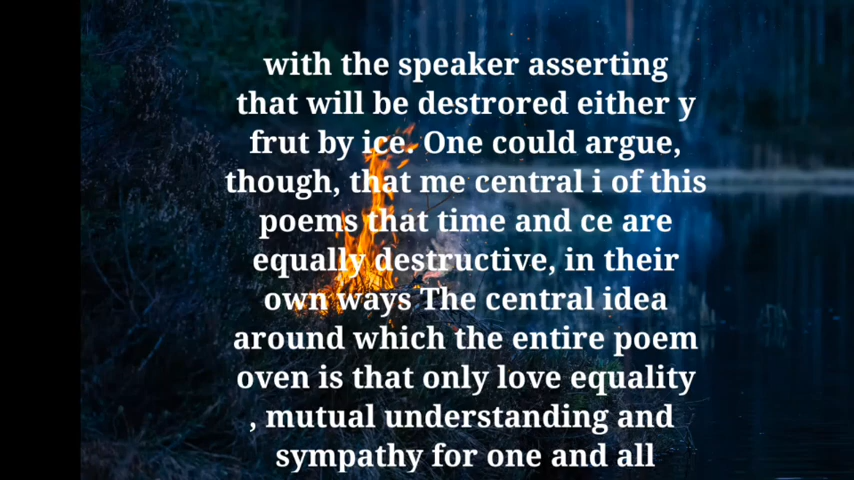 with the speaker asserting
that will be destrored either y
frut by ice. One could argue,
though, that me central i of this
poems that time and ce are
equally destructive, in their
own ways The central idea
around which the entire poem
oven is that only love equality
, mutual understanding and
sympathy for one and all